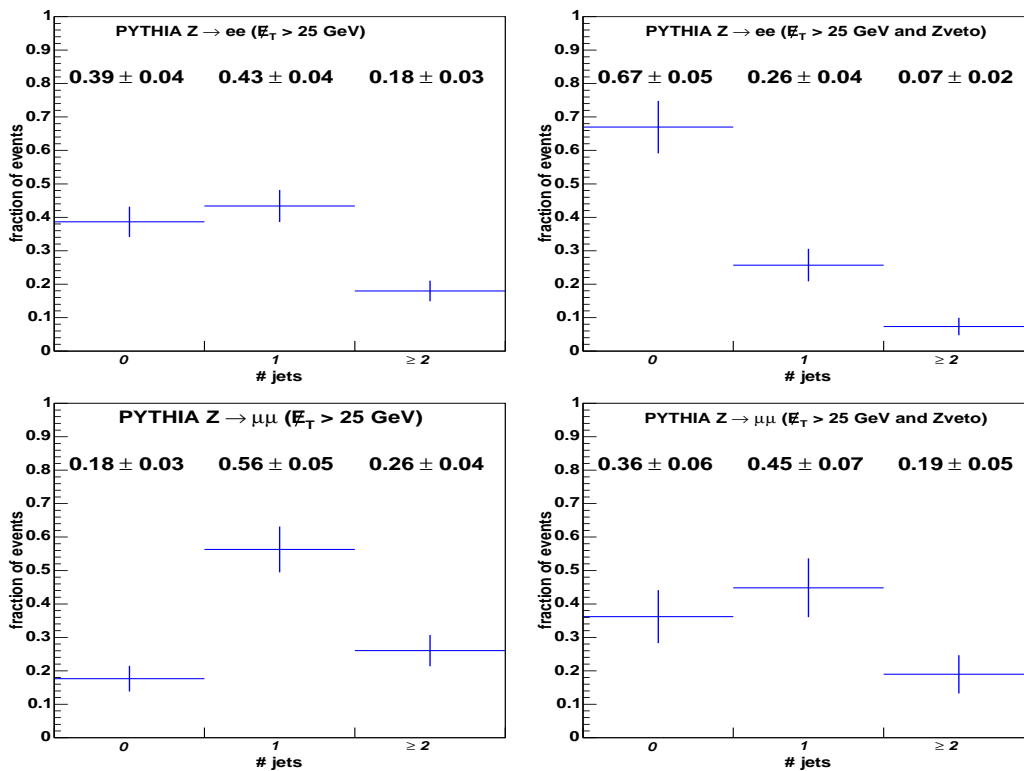 PYTHIA Z → ee (E̸_T > 25 GeV)
0.39 ± 0.04 0.43 ± 0.04 0.18 ± 0.03
fraction of events
1
0.9
0.8
0.7
0.6
0.5
0.4
0.3
0.2
0.1
0
0 1 ≥ 2
# jets
PYTHIA Z → ee (E̸_T > 25 GeV and Zveto)
0.67 ± 0.05 0.26 ± 0.04 0.07 ± 0.02
fraction of events
1
0.9
0.8
0.7
0.6
0.5
0.4
0.3
0.2
0.1
0
0 1 ≥ 2
# jets
PYTHIA Z → μμ (E̸_T > 25 GeV)
0.18 ± 0.03 0.56 ± 0.05 0.26 ± 0.04
fraction of events
1
0.9
0.8
0.7
0.6
0.5
0.4
0.3
0.2
0.1
0
0 1 ≥ 2
# jets
PYTHIA Z → μμ (E̸_T > 25 GeV and Zveto)
0.36 ± 0.06 0.45 ± 0.07 0.19 ± 0.05
fraction of events
1
0.9
0.8
0.7
0.6
0.5
0.4
0.3
0.2
0.1
0
0 1 ≥ 2
# jets